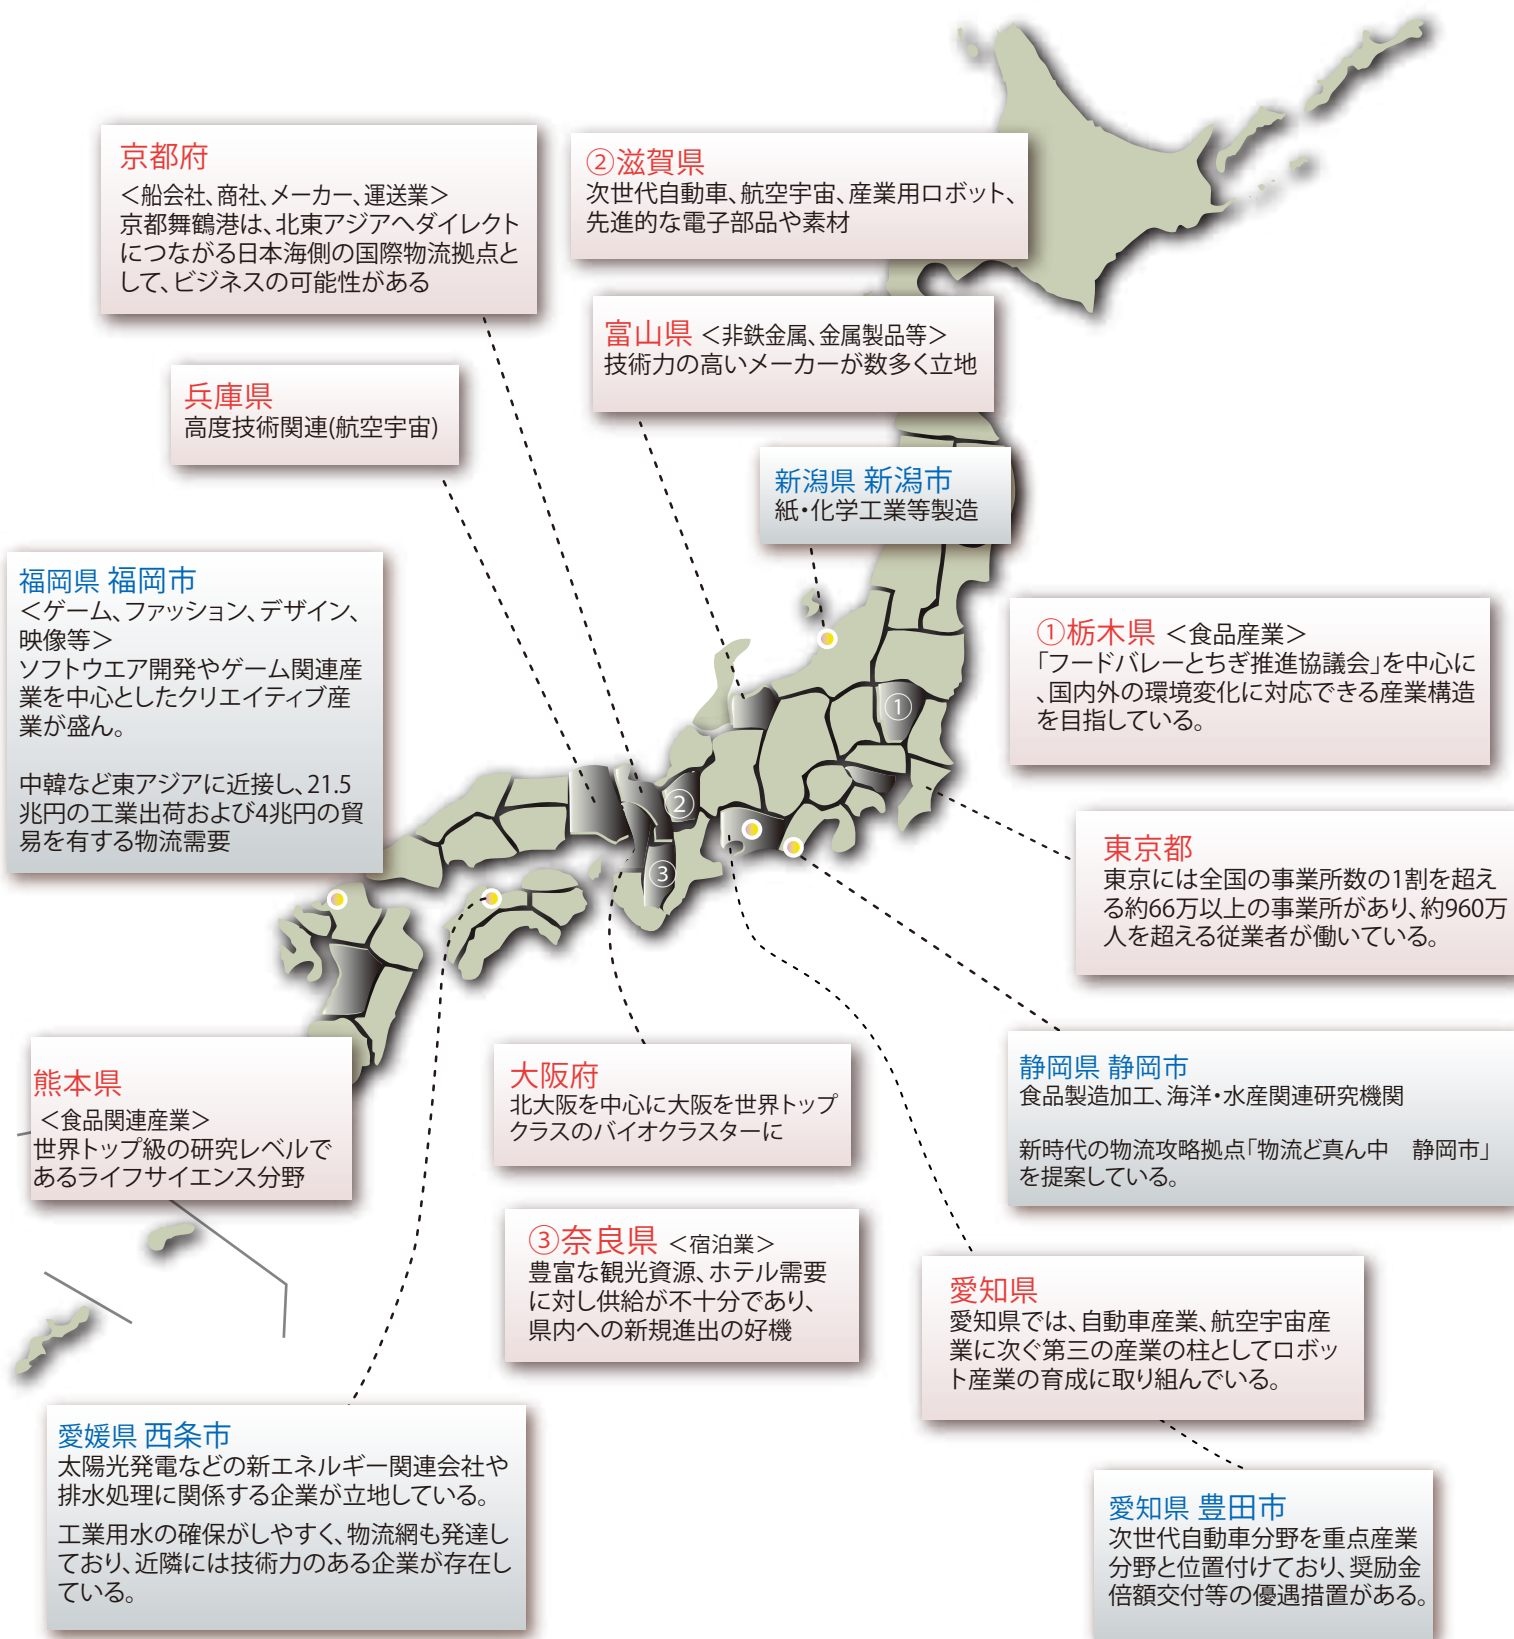 京都府
<船会社、商社、メーカー、運送業>
京都舞鶴港は、北東アジアへダイレクト
につながる日本海側の国際物流拠点と
して、ビジネスの可能性がある
②滋賀県
次世代自動車、航空宇宙、産業用ロボット、
先進的な電子部品や素材
富山県 <非鉄金属、金属製品等>
技術力の高いメーカーが数多く立地
兵庫県
高度技術関連(航空宇宙)
新潟県 新潟市
紙・化学工業等製造
福岡県 福岡市
<ゲーム、ファッション、デザイン、
映像等>
ソフトウエア開発やゲーム関連産
業を中心としたクリエイティブ産
業が盛ん。
中韓など東アジアに近接し、21.5
兆円の工業出荷および4兆円の貿
易を有する物流需要
①栃木県 <食品産業>
「フードバレーとちぎ推進協議会」を中心に
、国内外の環境変化に対応できる産業構造
を目指している。
①
②
③
東京都
東京には全国の事業所数の1割を超え
る約66万以上の事業所があり、約960万
人を超える従業者が働いている。
熊本県
<食品関連産業>
世界トップ級の研究レベルで
あるライフサイエンス分野
大阪府
北大阪を中心に大阪を世界トップ
クラスのバイオクラスターに
静岡県 静岡市
食品製造加工、海洋・水産関連研究機関
新時代の物流攻略拠点「物流ど真ん中　静岡市」
を提案している。
③奈良県 <宿泊業>
豊富な観光資源、ホテル需要
に対し供給が不十分であり、
県内への新規進出の好機
愛知県
愛知県では、自動車産業、航空宇宙産
業に次ぐ第三の産業の柱としてロボッ
ト産業の育成に取り組んでいる。
愛媛県 西条市
太陽光発電などの新エネルギー関連会社や
排水処理に関係する企業が立地している。
工業用水の確保がしやすく、物流網も発達し
ており、近隣には技術力のある企業が存在し
ている。
愛知県 豊田市
次世代自動車分野を重点産業
分野と位置付けており、奨励金
倍額交付等の優遇措置がある。